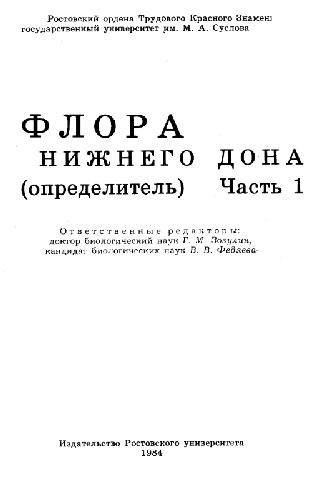 Ростовский ордена Трудового Красного Знамени
государственный университет им. М. А. Суслова
ФЛОРА
НИЖНЕГО ДОНА
(определитель) Часть 1
Ответственные редакторы:
доктор биологический наук Г. М. Зозулин,
кандидат биологических наук В. В. Федяева
Издательство Ростовского университета
1984